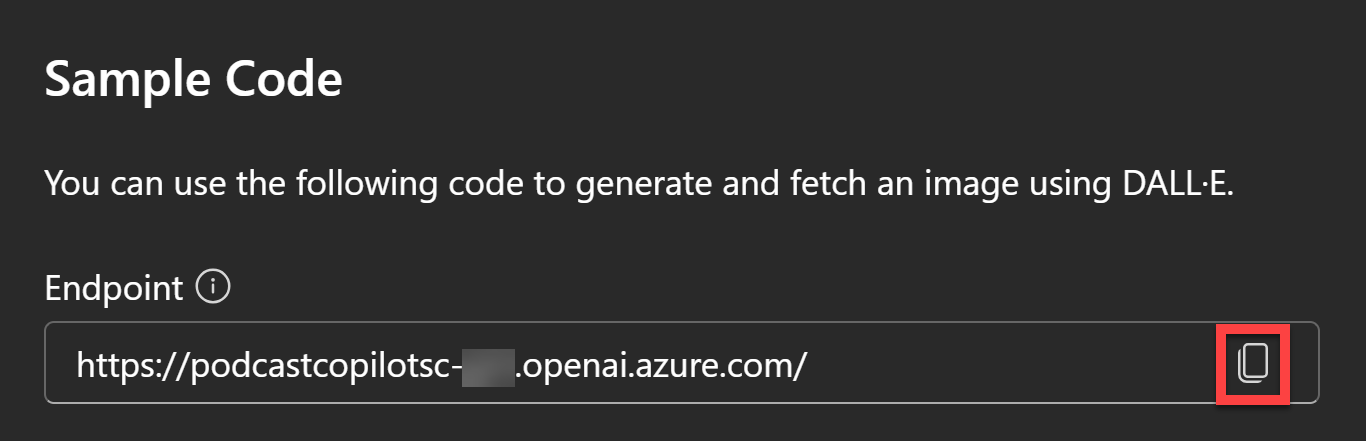 Sample Code
You can use the following code to generate and fetch an image using DALL·E.
Endpoint
https://podcastcopilotsc-.openai.azure.com/